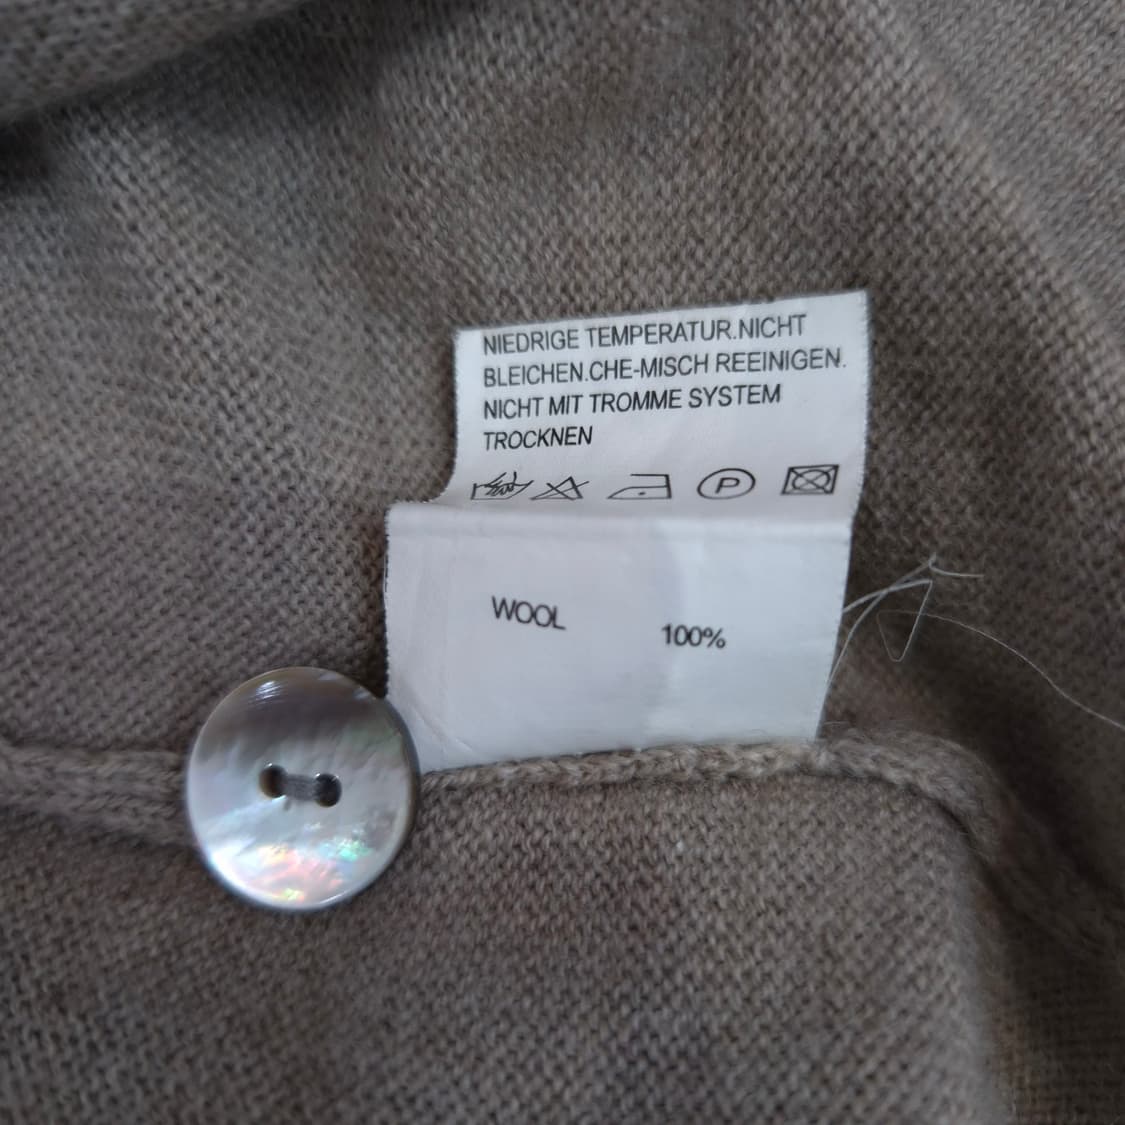 NIEDRIGE TEMPERATUR.NICHT
BLEICHEN.CHE-MISCH REEINIGEN.
NICHT MIT TROMME SYSTEM
TROCKNEN
P
WOOL 100%